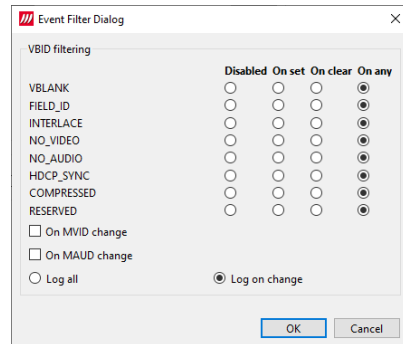 Event Filter Dialog
VBID filtering
Disabled On set On clear On any
VBLANK
FIELD_ID
INTERLACE
NO_VIDEO
NO_AUDIO
HDCP_SYNC
COMPRESSED
RESERVED
On MVID change
On MAUD change
Log all Log on change
OK Cancel